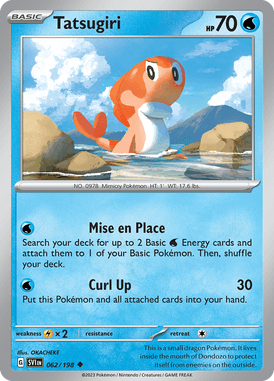 BASIC
Tatsugiri
HP 70
NO. 0978 Mimicry Pokémon HT: 1' WT: 17.6 lbs.
Mise en Place
Search your deck for up to 2 Basic Energy cards and
attach them to 1 of your Basic Pokémon. Then, shuffle
your deck.
Curl Up 30
Put this Pokémon and all attached cards into your hand.
weakness ×2 resistance retreat
Illus. OKACHEKE
G SVI EN 062/198
This is a small dragon Pokémon. It lives
inside the mouth of Dondozo to protect
itself from enemies on the outside.
©2023 Pokémon / Nintendo / Creatures / GAME FREAK